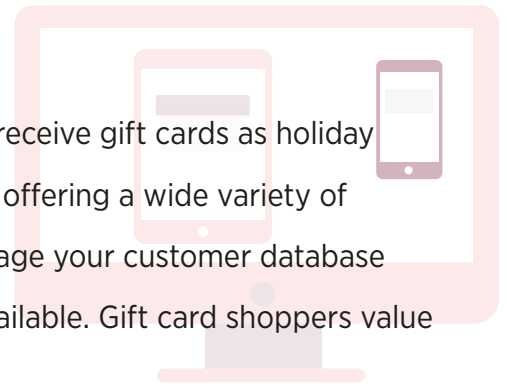 receive gift cards as holiday
offering a wide variety of
age your customer database
ailable. Gift card shoppers value